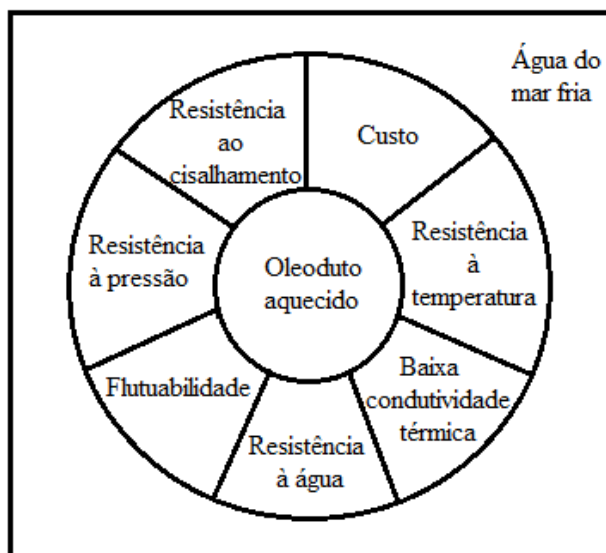 Água do
mar fria
Resistência
ao
cisalhamento
Custo
Resistência
à pressão
Oleoduto
aquecido
Resistência
à
temperatura
Flutuabilidade
Baixa
condutividade
térmica
Resistência
à água